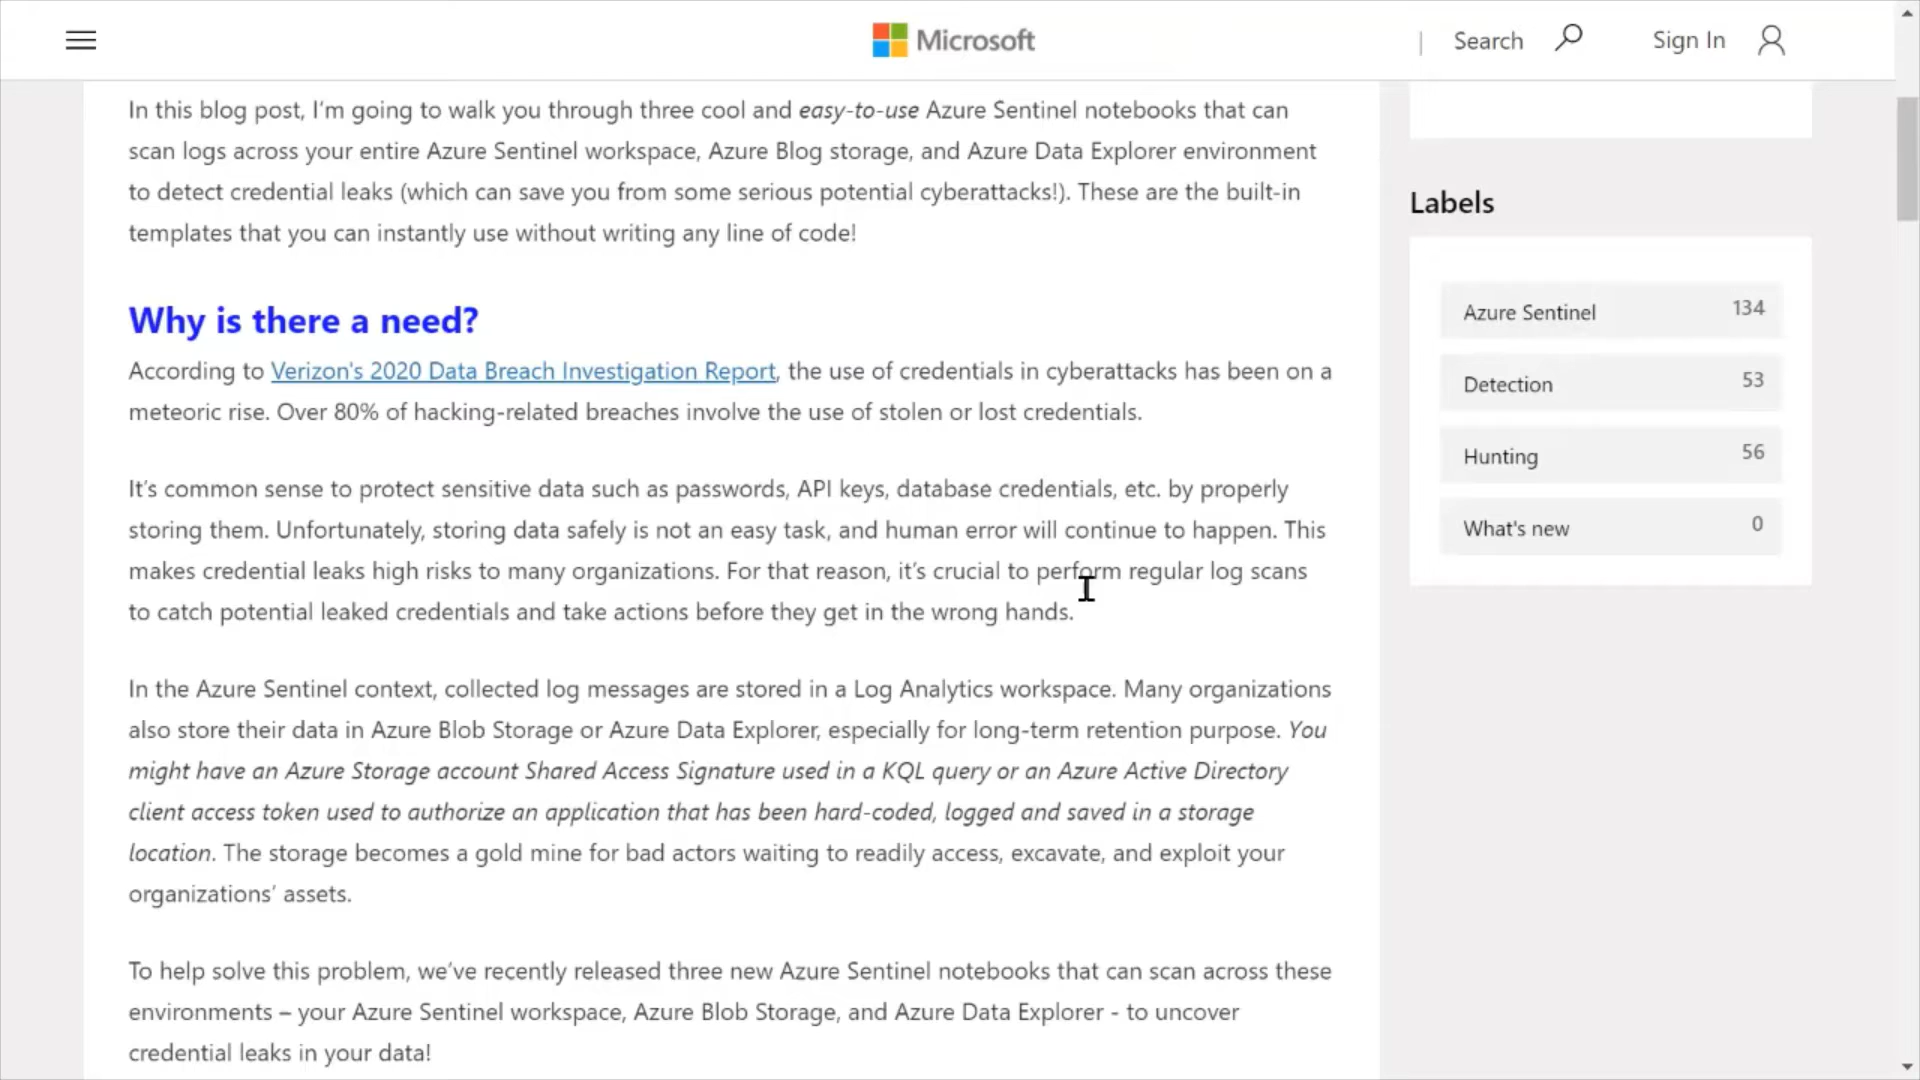 Microsoft
|
Search
Sign In
In this blog post, I’m going to walk you through three cool and easy-to-use Azure Sentinel notebooks that can
scan logs across your entire Azure Sentinel workspace, Azure Blog storage, and Azure Data Explorer environment
to detect credential leaks (which can save you from some serious potential cyberattacks!). These are the built-in
templates that you can instantly use without writing any line of code!
Why is there a need?
According to Verizon's 2020 Data Breach Investigation Report, the use of credentials in cyberattacks has been on a
meteoric rise. Over 80% of hacking-related breaches involve the use of stolen or lost credentials.
It’s common sense to protect sensitive data such as passwords, API keys, database credentials, etc. by properly
storing them. Unfortunately, storing data safely is not an easy task, and human error will continue to happen. This
makes credential leaks high risks to many organizations. For that reason, it’s crucial to perform regular log scans
to catch potential leaked credentials and take actions before they get in the wrong hands.
In the Azure Sentinel context, collected log messages are stored in a Log Analytics workspace. Many organizations
also store their data in Azure Blob Storage or Azure Data Explorer, especially for long-term retention purpose. You
might have an Azure Storage account Shared Access Signature used in a KQL query or an Azure Active Directory
client access token used to authorize an application that has been hard-coded, logged and saved in a storage
location. The storage becomes a gold mine for bad actors waiting to readily access, excavate, and exploit your
organizations’ assets.
To help solve this problem, we’ve recently released three new Azure Sentinel notebooks that can scan across these
environments – your Azure Sentinel workspace, Azure Blob Storage, and Azure Data Explorer - to uncover
credential leaks in your data!
Labels
Azure Sentinel 134
Detection 53
Hunting 56
What's new 0